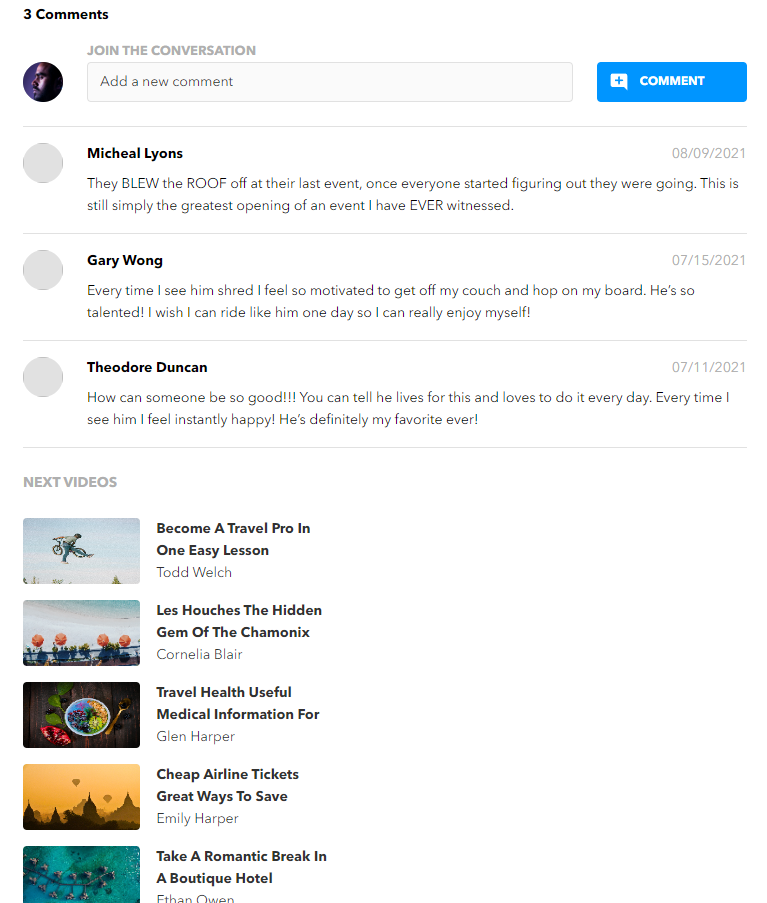 3 Comments
JOIN THE CONVERSATION
Add a new comment
COMMENT
Micheal Lyons
08/09/2021
They BLEW the ROOF off at their last event, once everyone started figuring out they were going. This is
still simply the greatest opening of an event I have EVER witnessed.
Gary Wong
07/15/2021
Every time I see him shred I feel so motivated to get off my couch and hop on my board. He’s so
talented! I wish I can ride like him one day so I can really enjoy myself!
Theodore Duncan
07/11/2021
How can someone be so good!!! You can tell he lives for this and loves to do it every day. Every time I
see him I feel instantly happy! He’s definitely my favorite ever!
NEXT VIDEOS
Become A Travel Pro In
One Easy Lesson
Todd Welch
Les Houches The Hidden
Gem Of The Chamonix
Cornelia Blair
Travel Health Useful
Medical Information For
Glen Harper
Cheap Airline Tickets
Great Ways To Save
Emily Harper
Take A Romantic Break In
A Boutique Hotel
Ethan Owen